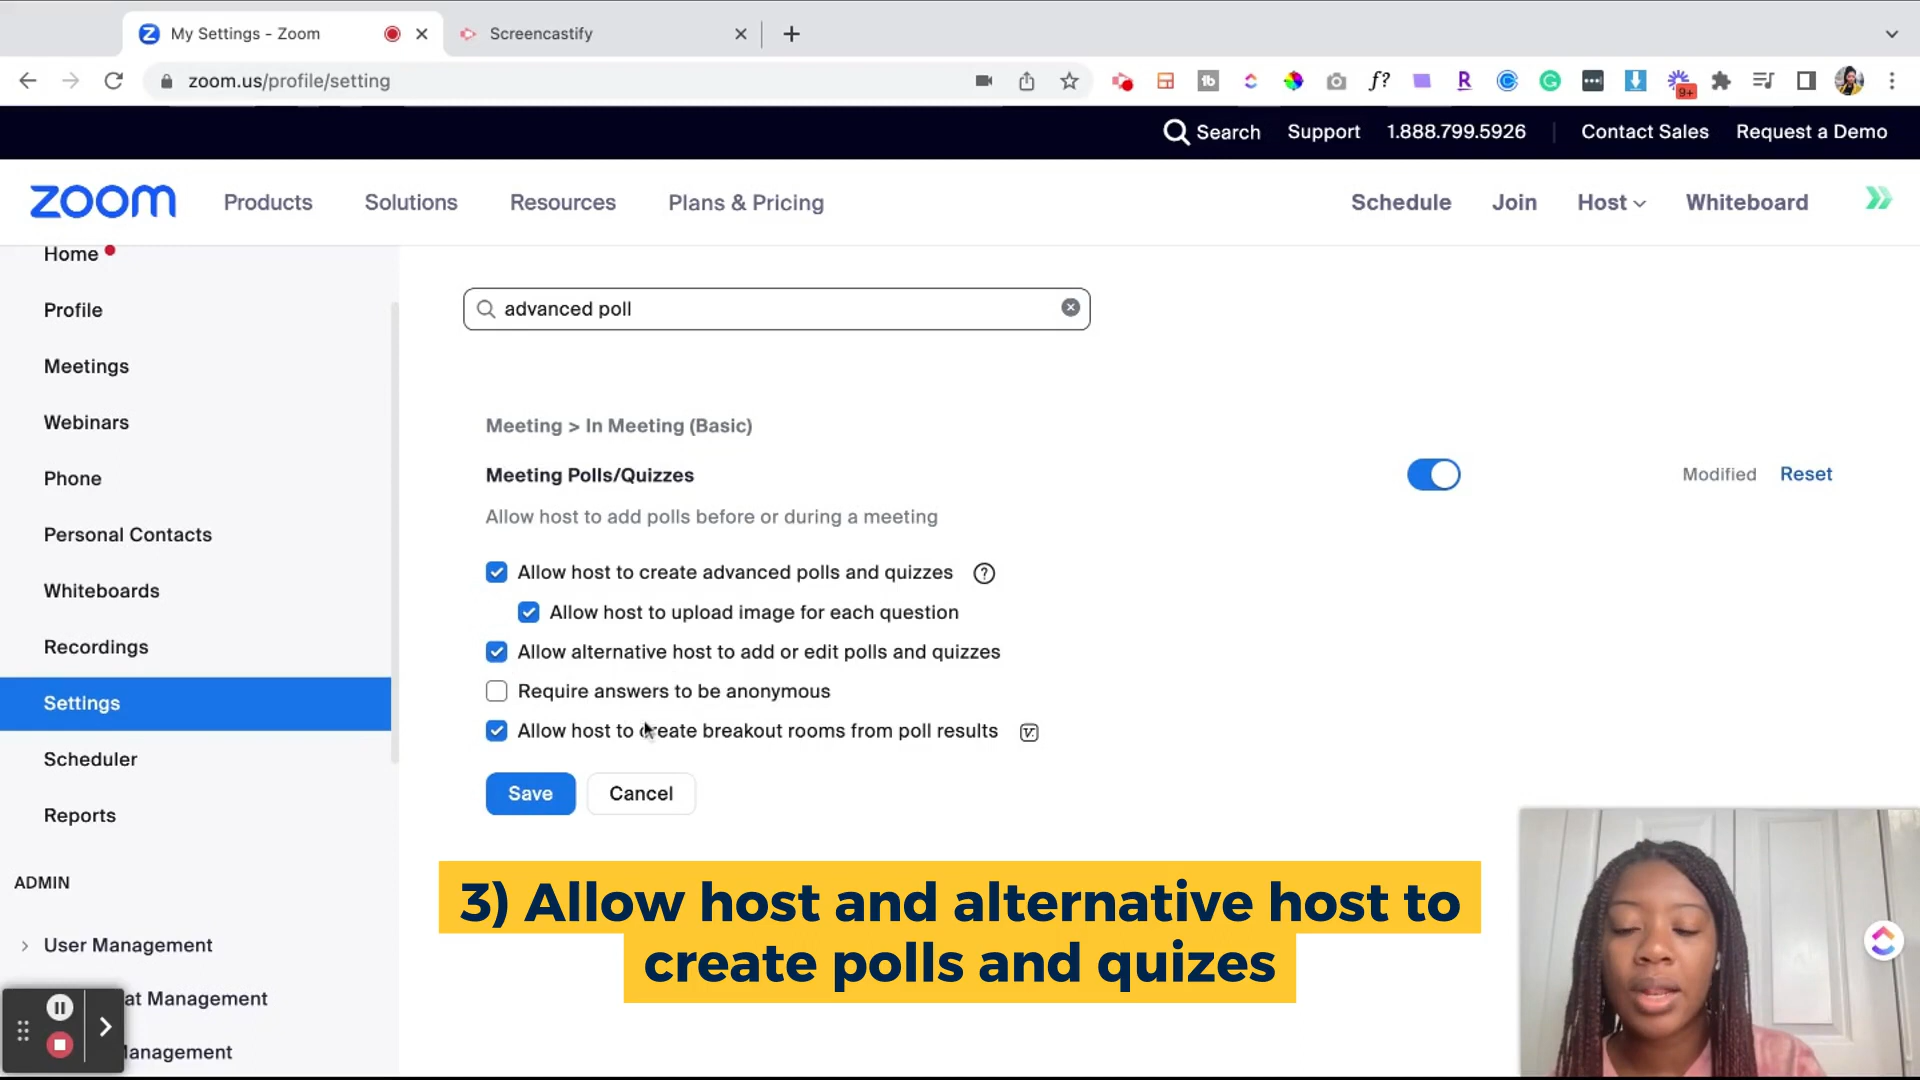 My Settings - Zoom
Screencastify
zoom.us/profile/setting
f?
R
9+
Search
Support
1.888.799.5926
Contact Sales
Request a Demo
zoom
Products
Solutions
Resources
Plans & Pricing
Schedule
Join
Host
Whiteboard
Home
Profile
Meetings
Webinars
Phone
Personal Contacts
Whiteboards
Recordings
Settings
Scheduler
Reports
ADMIN
User Management
at Management
anagement
advanced poll
Meeting > In Meeting (Basic)
Meeting Polls/Quizzes
Modified
Reset
Allow host to add polls before or during a meeting
Allow host to create advanced polls and quizzes
Allow host to upload image for each question
Allow alternative host to add or edit polls and quizzes
Require answers to be anonymous
Allow host to create breakout rooms from poll results
Save
Cancel
3) Allow host and alternative host to
create polls and quizes